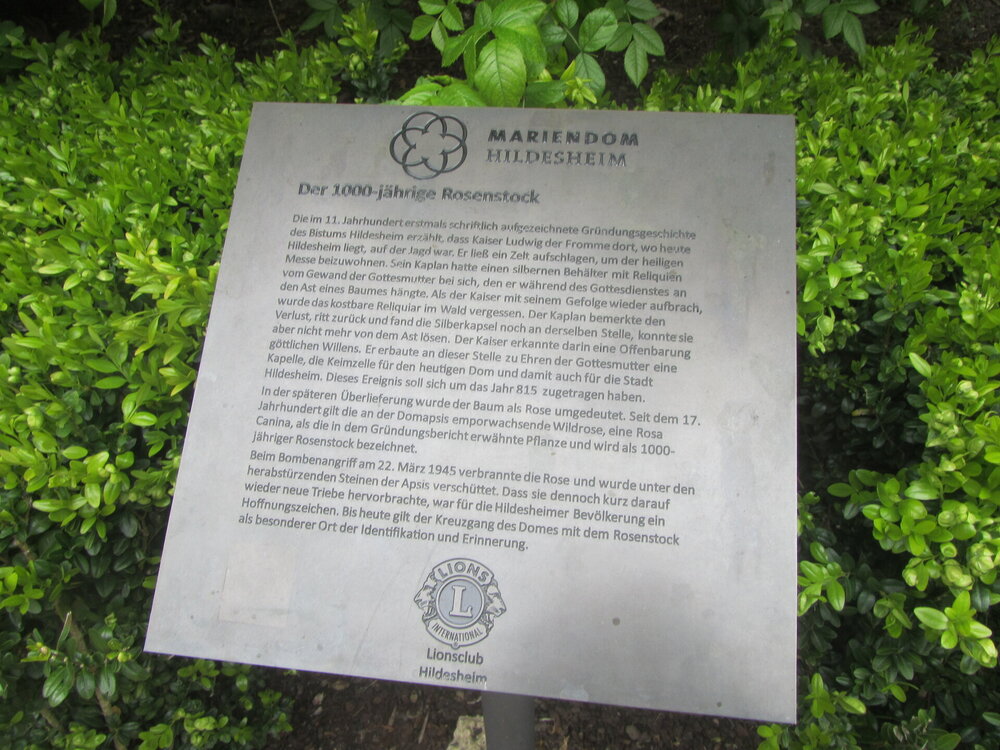 MARIENDOM
HILDESHEIM
Der 1000-jährige Rosenstock
Die im 11. Jahrhundert erstmals schriftlich aufgezeichnete Gründungsgeschichte
des Bistums Hildesheim erzählt, dass Kaiser Ludwig der Fromme dort, wo heute
Hildesheim liegt, auf der Jagd war. Er ließ ein Zelt aufschlagen, um der heiligen
Messe beizuwohnen. Sein Kaplan hatte einen silbernen Behälter mit Reliquien
vom Gewand der Gottesmutter bei sich, den er während des Gottesdienstes an
den Ast eines Baumes hängte. Als der Kaiser mit seinem Gefolge wieder aufbrach,
wurde das kostbare Reliquiar im Wald vergessen. Der Kaplan bemerkte den
Verlust, ritt zurück und fand die Silberkapsel noch an derselben Stelle, konnte sie
aber nicht mehr von dem Ast lösen. Der Kaiser erkannte darin eine Offenbarung
göttlichen Willens. Er erbaute an dieser Stelle zu Ehren der Gottesmutter eine
Kapelle, die Keimzelle für den heutigen Dom und damit auch für die Stadt
Hildesheim. Dieses Ereignis soll sich um das Jahr 815 zugetragen haben.
In der späteren Überlieferung wurde der Baum als Rose umgedeutet. Seit dem 17.
Jahrhundert gilt die an der Domapsis emporwachsende Wildrose, eine Rosa
Canina, als die in dem Gründungsbericht erwähnte Pflanze und wird als 1000-
jähriger Rosenstock bezeichnet.
Beim Bombenangriff am 22. März 1945 verbrannte die Rose und wurde unter den
herabstürzenden Steinen der Apsis verschüttet. Dass sie dennoch kurz darauf
wieder neue Triebe hervorbrachte, war für die Hildesheimer Bevölkerung ein
Hoffnungszeichen. Bis heute gilt der Kreuzgang des Domes mit dem Rosenstock
als besonderer Ort der Identifikation und Erinnerung.
LIONS
L
INTERNATIONAL
Lionsclub
Hildesheim